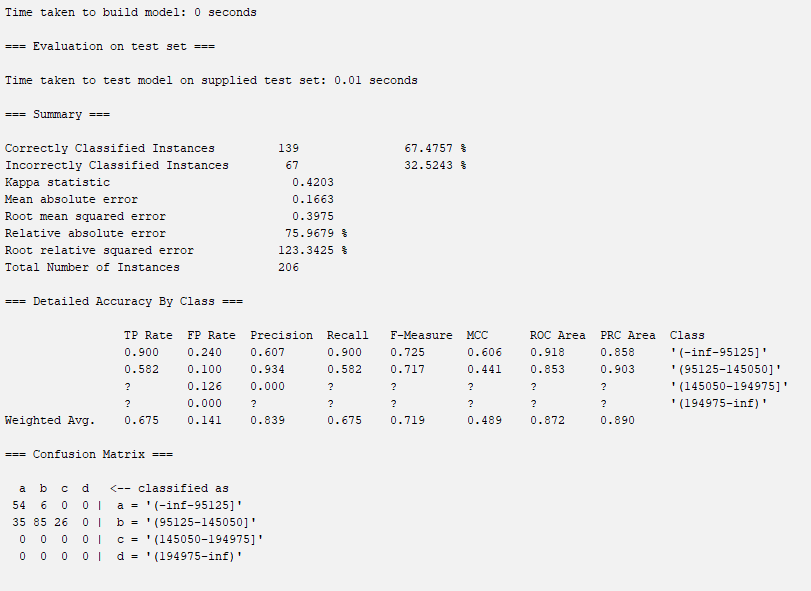 Time taken to build model: 0 seconds
=== Evaluation on test set ===
Time taken to test model on supplied test set: 0.01 seconds
=== Summary ===
Correctly Classified Instances         139               67.4757 %
Incorrectly Classified Instances        67               32.5243 %
Kappa statistic                          0.4203
Mean absolute error                      0.1663
Root mean squared error                  0.3975
Relative absolute error                 75.9679 %
Root relative squared error            123.3425 %
Total Number of Instances              206
=== Detailed Accuracy By Class ===
                 TP Rate  FP Rate  Precision  Recall   F-Measure  MCC      ROC Area  PRC Area  Class
                 0.900    0.240    0.607      0.900    0.725      0.606    0.918     0.858     '(-inf-95125]'
                 0.582    0.100    0.934      0.582    0.717      0.441    0.853     0.903     '(95125-145050]'
                 ?        0.126    0.000      ?        ?          ?        ?         ?         '(145050-194975]'
                 ?        0.000    ?          ?        ?          ?        ?         ?         '(194975-inf)'
Weighted Avg.    0.675    0.141    0.839      0.675    0.719      0.489    0.872     0.890
=== Confusion Matrix ===
  a  b  c  d   <-- classified as
 54  6  0  0 |  a = '(-inf-95125]'
 35 85 26  0 |  b = '(95125-145050]'
  0  0  0  0 |  c = '(145050-194975]'
  0  0  0  0 |  d = '(194975-inf)'